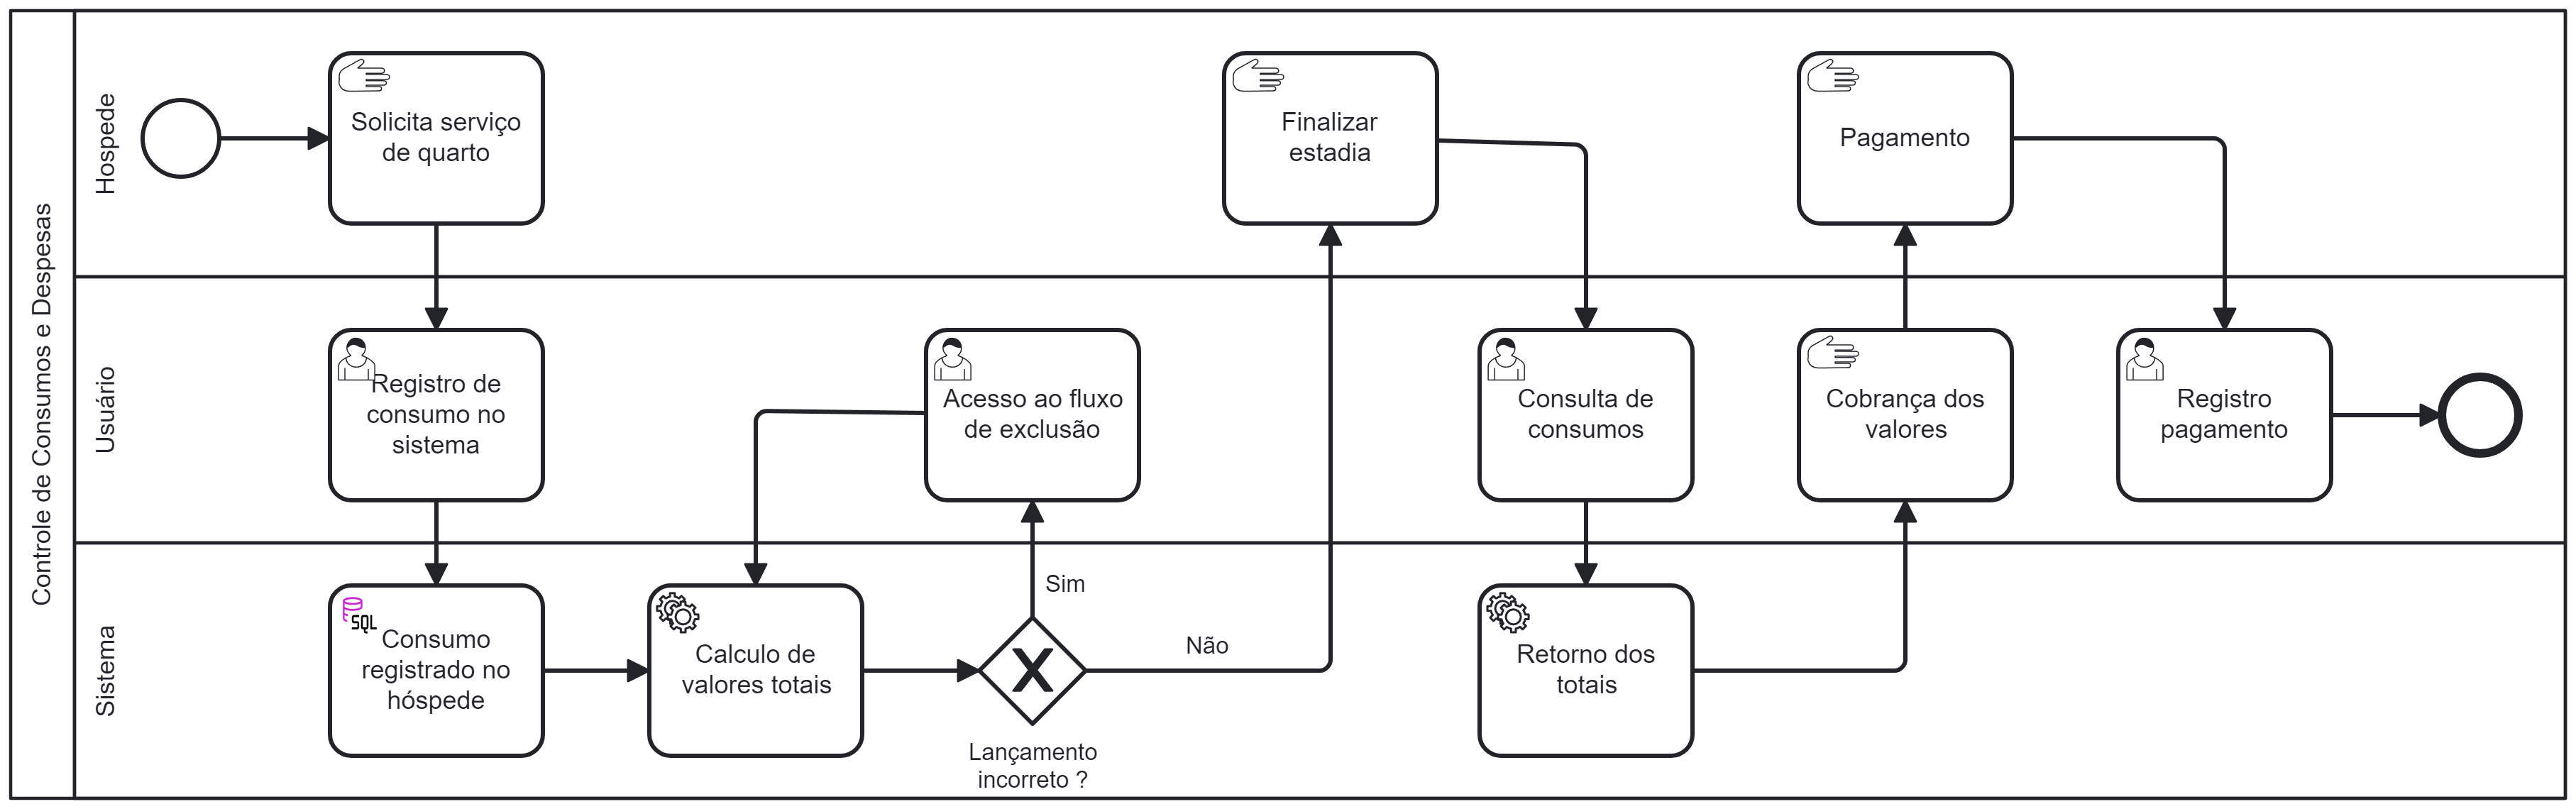 Controle de Consumos e Despesas
Hospede
Solicita serviço
de quarto
Finalizar
estadia
Pagamento
Usuário
Registro de
consumo no
sistema
Acesso ao fluxo
de exclusão
Consulta de
consumos
Cobrança dos
valores
Registro
pagamento
Sistema
SQL
Consumo
registrado no
hóspede
Calculo de
valores totais
Sim
Não
Lançamento
incorreto ?
Retorno dos
totais